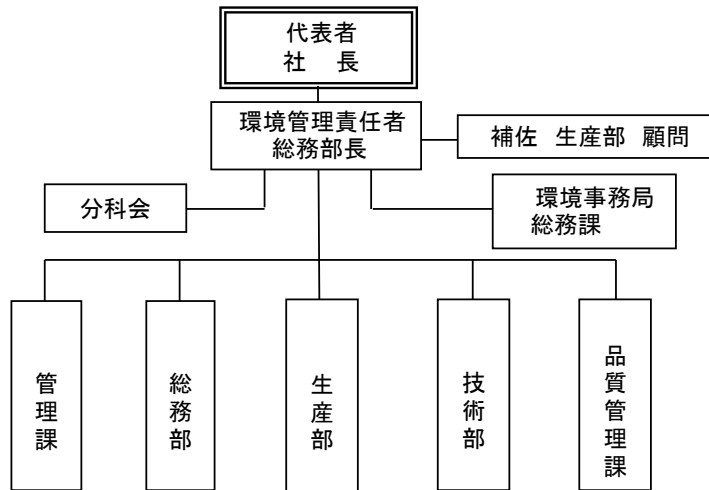 代表者
社　長
環境管理責任者
総務部長
補佐 生産部 顧問
分科会
環境事務局
総務課
管理課
総務部
生産部
技術部
品質管理課